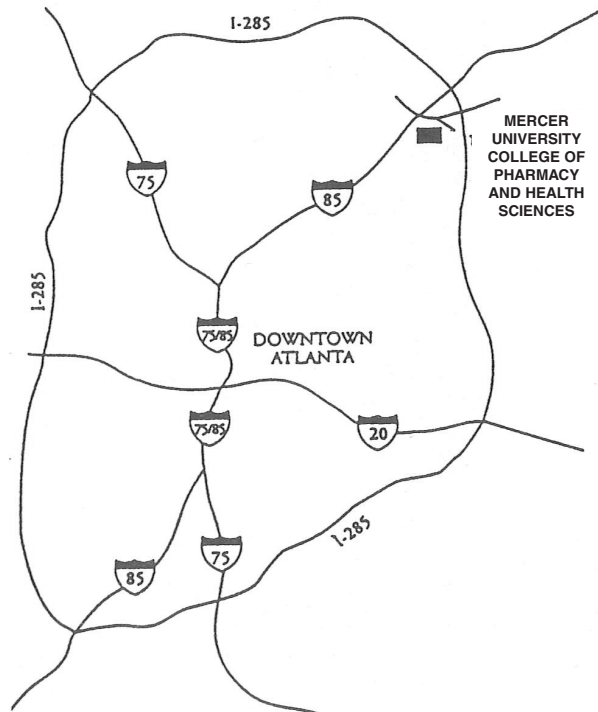 I-285
MERCER
UNIVERSITY
COLLEGE OF
PHARMACY
AND HEALTH
SCIENCES
75
85
I-285
75/85
DOWNTOWN
ATLANTA
75/85
20
I-285
75
85